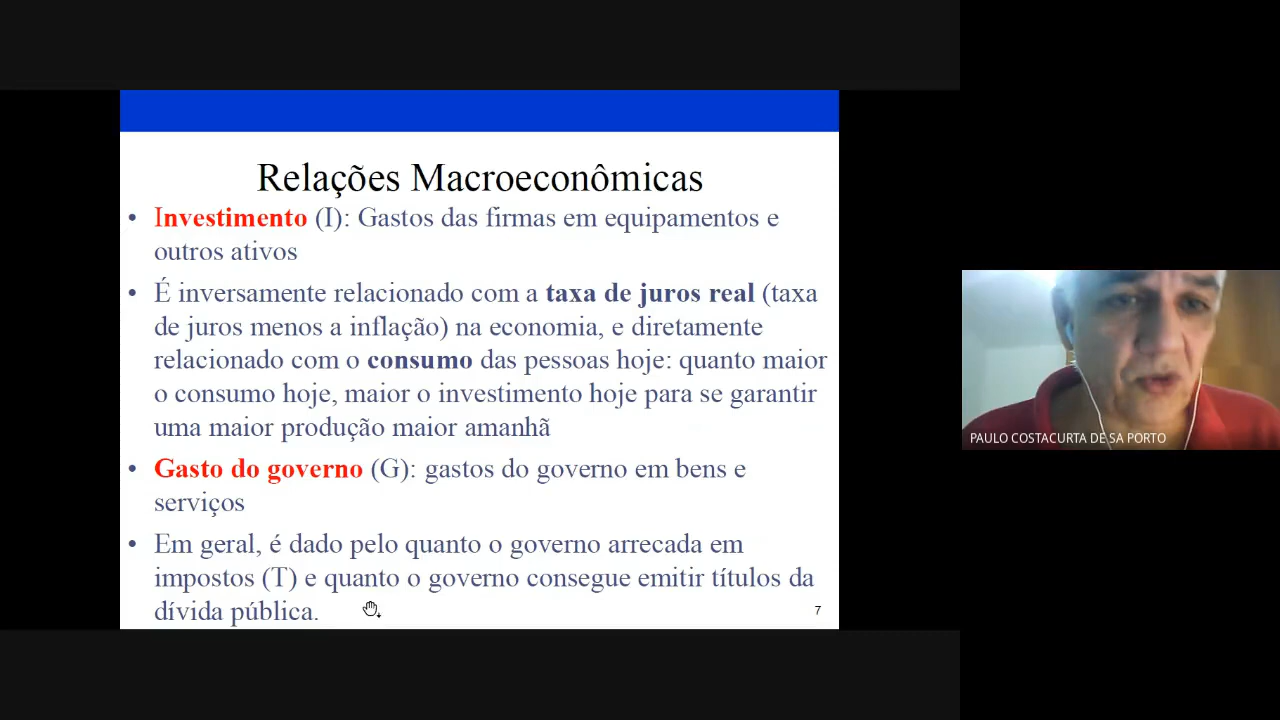 Relações Macroeconômicas
• Investimento (I): Gastos das firmas em equipamentos e
outros ativos
• É inversamente relacionado com a taxa de juros real (taxa
de juros menos a inflação) na economia, e diretamente
relacionado com o consumo das pessoas hoje: quanto maior
o consumo hoje, maior o investimento hoje para se garantir
uma maior produção maior amanhã
• Gasto do governo (G): gastos do governo em bens e
serviços
• Em geral, é dado pelo quanto o governo arrecada em
impostos (T) e quanto o governo consegue emitir títulos da
dívida pública.
7
PAULO COSTACURTA DE SA PORTO